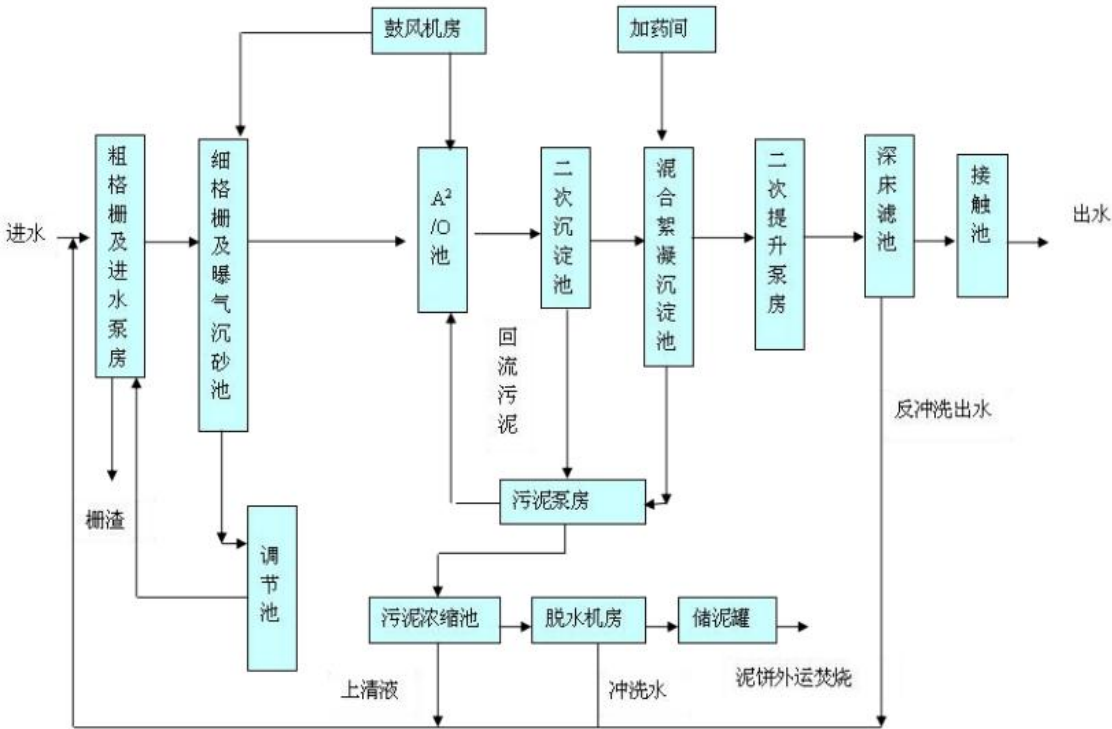 鼓风机房
加药间
进水
粗格栅及进水泵房
细格栅及曝气沉砂池
A²/O池
二次沉淀池
混合絮凝沉淀池
二次提升泵房
深床滤池
接触池
出水
回流污泥
反冲洗出水
栅渣
污泥泵房
调节池
污泥浓缩池
脱水机房
储泥罐
上清液
冲洗水
泥饼外运焚烧